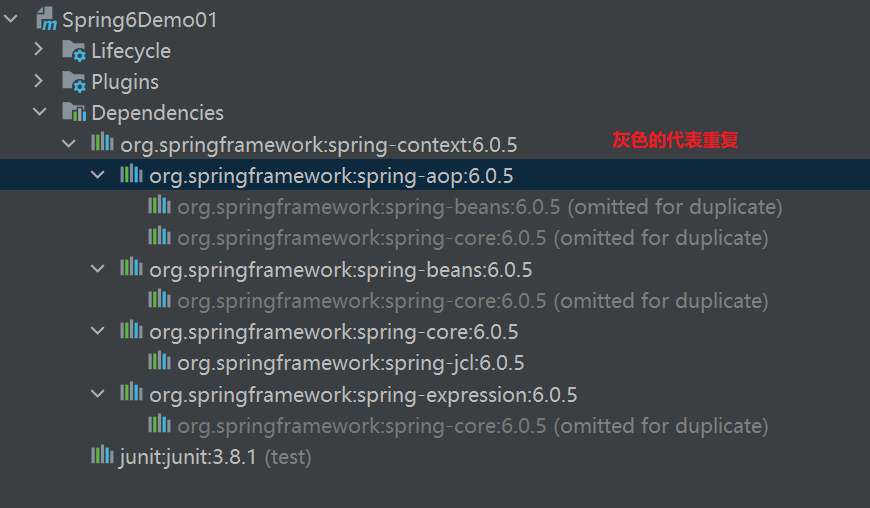 Spring6Demo01
Lifecycle
Plugins
Dependencies
org.springframework:spring-context:6.0.5 灰色的代表重复
org.springframework:spring-aop:6.0.5
org.springframework:spring-beans:6.0.5 (omitted for duplicate)
org.springframework:spring-core:6.0.5 (omitted for duplicate)
org.springframework:spring-beans:6.0.5
org.springframework:spring-core:6.0.5 (omitted for duplicate)
org.springframework:spring-core:6.0.5
org.springframework:spring-jcl:6.0.5
org.springframework:spring-expression:6.0.5
org.springframework:spring-core:6.0.5 (omitted for duplicate)
junit:junit:3.8.1 (test)